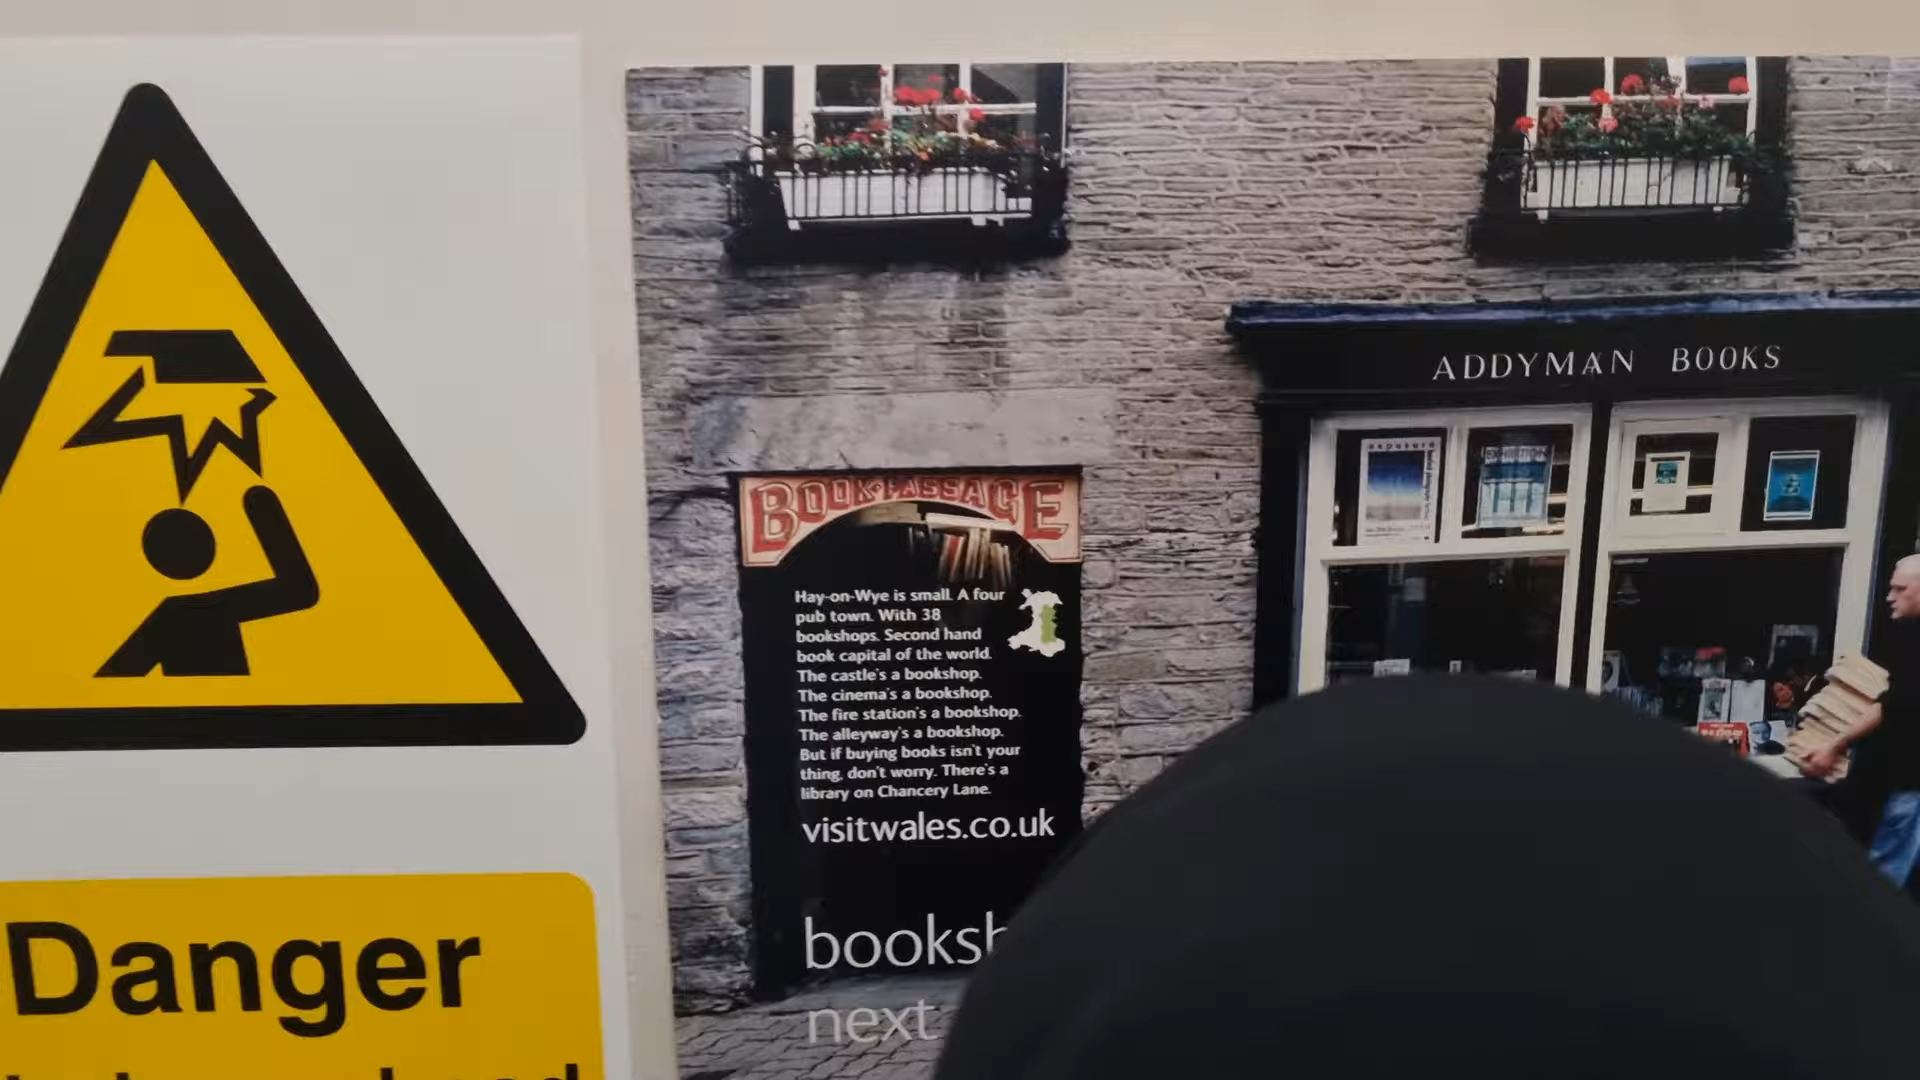 Danger
ADDYMAN BOOKS
BOOK PASSAGE
Hay-on-Wye is small. A four
pub town. With 38
bookshops. Second hand
book capital of the world.
The castle's a bookshop.
The cinema's a bookshop.
The fire station's a bookshop.
The alleyway's a bookshop.
But if buying books isn't your
thing, don't worry. There's a
library on Chancery Lane.
visitwales.co.uk
next